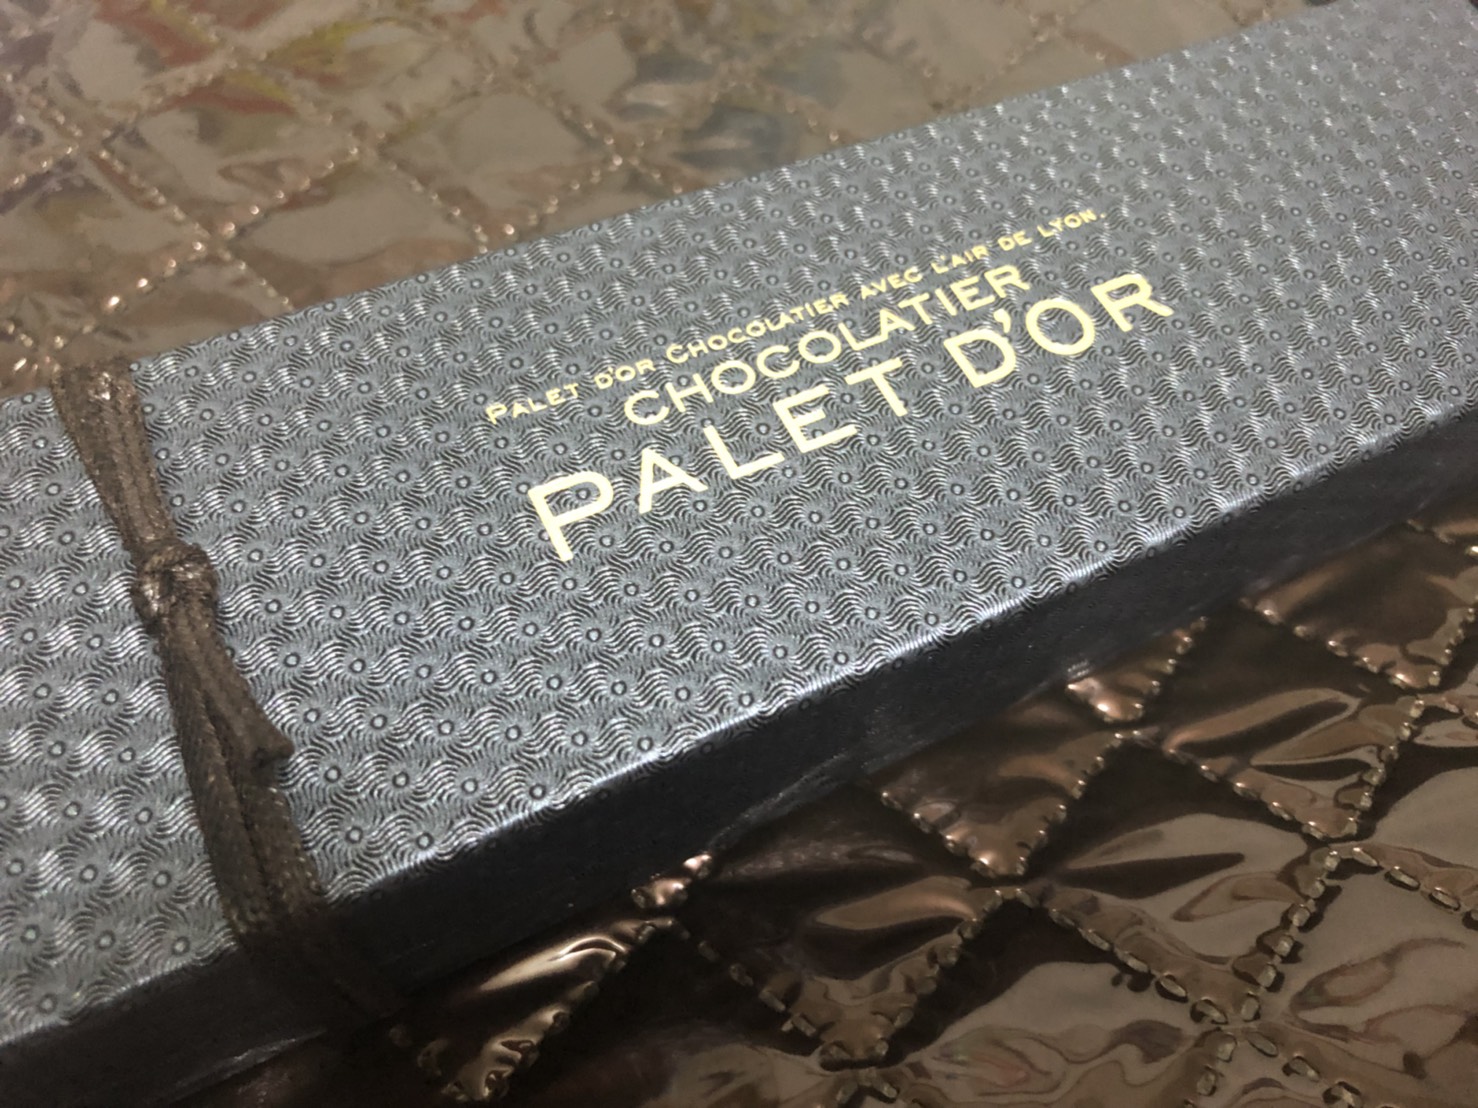 PALET D'OR CHOCOLATIER AVEC L'AIR DE LYON.
CHOCOLATIER
PALET D'OR